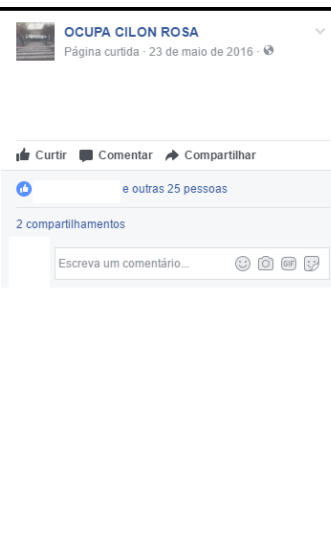 OCUPA CILON ROSA
Página curtida · 23 de maio de 2016 ·
Curtir Comentar Compartilhar
e outras 25 pessoas
2 compartilhamentos
Escreva um comentário...
GIF